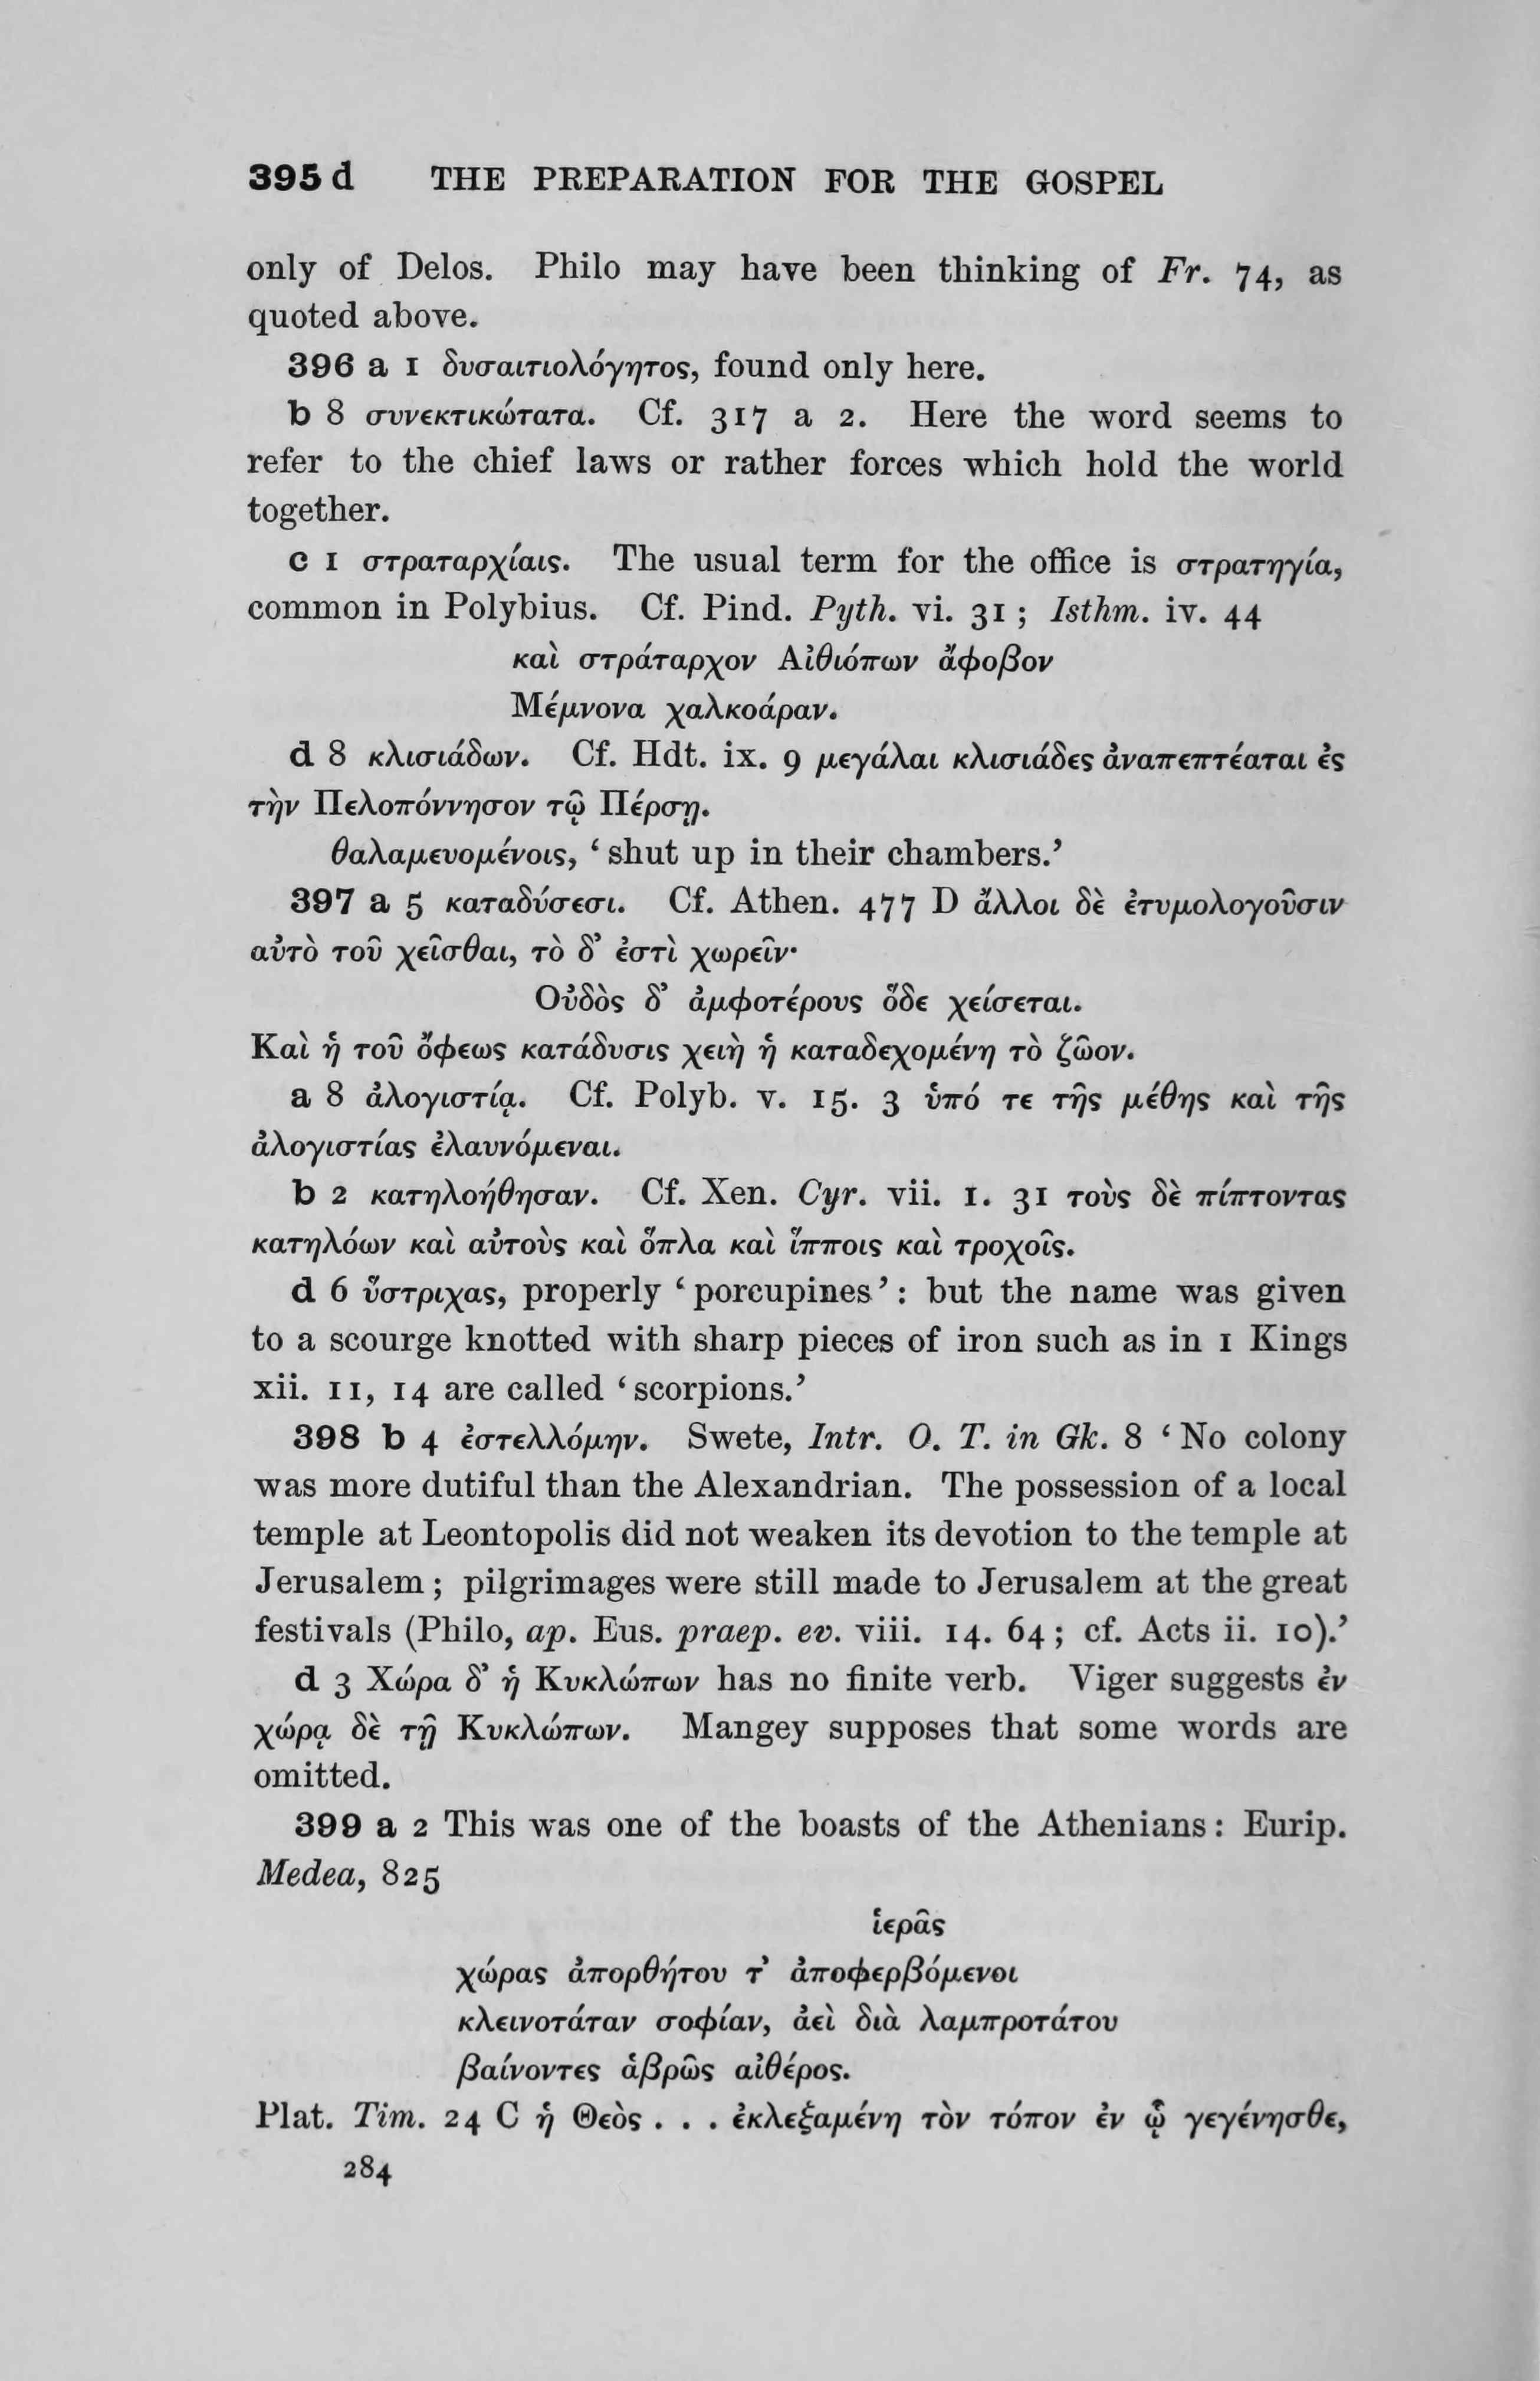 395 d THE PREPARATION FOR THE GOSPEL
only of Delos. Philo may have been thinking of Fr. 74, as
quoted above.
396 a 1 δυσαιτιολόγητος, found only here.
b 8 συνεκτικώτατα. Cf. 317 a 2. Here the word seems to
refer to the chief laws or rather forces which hold the world
together.
c 1 στραταρχίαις. The usual term for the office is στρατηγία,
common in Polybius. Cf. Pind. Pyth. vi. 31 ; Isthm. iv. 44
καὶ στράταρχον Αἰθιόπων ἄφοβον
Μέμνονα χαλκοάραν.
d 8 κλισιάδων. Cf. Hdt. ix. 9 μεγάλαι κλισιάδες ἀναπεπτέαται ἐς
τὴν Πελοπόννησον τῷ Πέρσῃ.
θαλαμευομένοις, ‘shut up in their chambers.’
397 a 5 καταδύσεσι. Cf. Athen. 477 D ἄλλοι δὲ ἐτυμολογοῦσιν
αὐτὸ τοῦ χεῖσθαι, τὸ δ’ ἐστὶ χωρεῖν·
Οὐδὸς δ’ ἀμφοτέρους ὅδε χείσεται.
Καὶ ἡ τοῦ ὄφεως κατάδυσις χειὴ ἡ καταδεχομένη τὸ ζῶον.
a 8 ἀλογιστίᾳ. Cf. Polyb. v. 15. 3 ὑπό τε τῆς μέθης καὶ τῆς
ἀλογιστίας ἐλαυνόμεναι.
b 2 κατηλοήθησαν. Cf. Xen. Cyr. vii. 1. 31 τοὺς δὲ πίπτοντας
κατηλόων καὶ αὐτοὺς καὶ ὅπλα καὶ ἵπποις καὶ τροχοῖς.
d 6 ὕστριχας, properly ‘porcupines’ : but the name was given
to a scourge knotted with sharp pieces of iron such as in 1 Kings
xii. 11, 14 are called ‘scorpions.’
398 b 4 ἐστελλόμην. Swete, Intr. O. T. in Gk. 8 ‘No colony
was more dutiful than the Alexandrian. The possession of a local
temple at Leontopolis did not weaken its devotion to the temple at
Jerusalem ; pilgrimages were still made to Jerusalem at the great
festivals (Philo, ap. Eus. praep. ev. viii. 14. 64 ; cf. Acts ii. 10).’
d 3 Χώρα δ’ ἡ Κυκλώπων has no finite verb. Viger suggests ἐν
χώρᾳ δὲ τῇ Κυκλώπων. Mangey supposes that some words are
omitted.
399 a 2 This was one of the boasts of the Athenians : Eurip.
Medea, 825
ἱερᾶς
χώρας ἀπορθήτου τ’ ἀποφερβόμενοι
κλεινοτάταν σοφίαν, ἀεὶ διὰ λαμπροτάτου
βαίνοντες ἁβρῶς αἰθέρος.
Plat. Tim. 24 C ἡ Θεὸς . . . ἐκλεξαμένη τὸν τόπον ἐν ᾧ γεγένησθε,
284